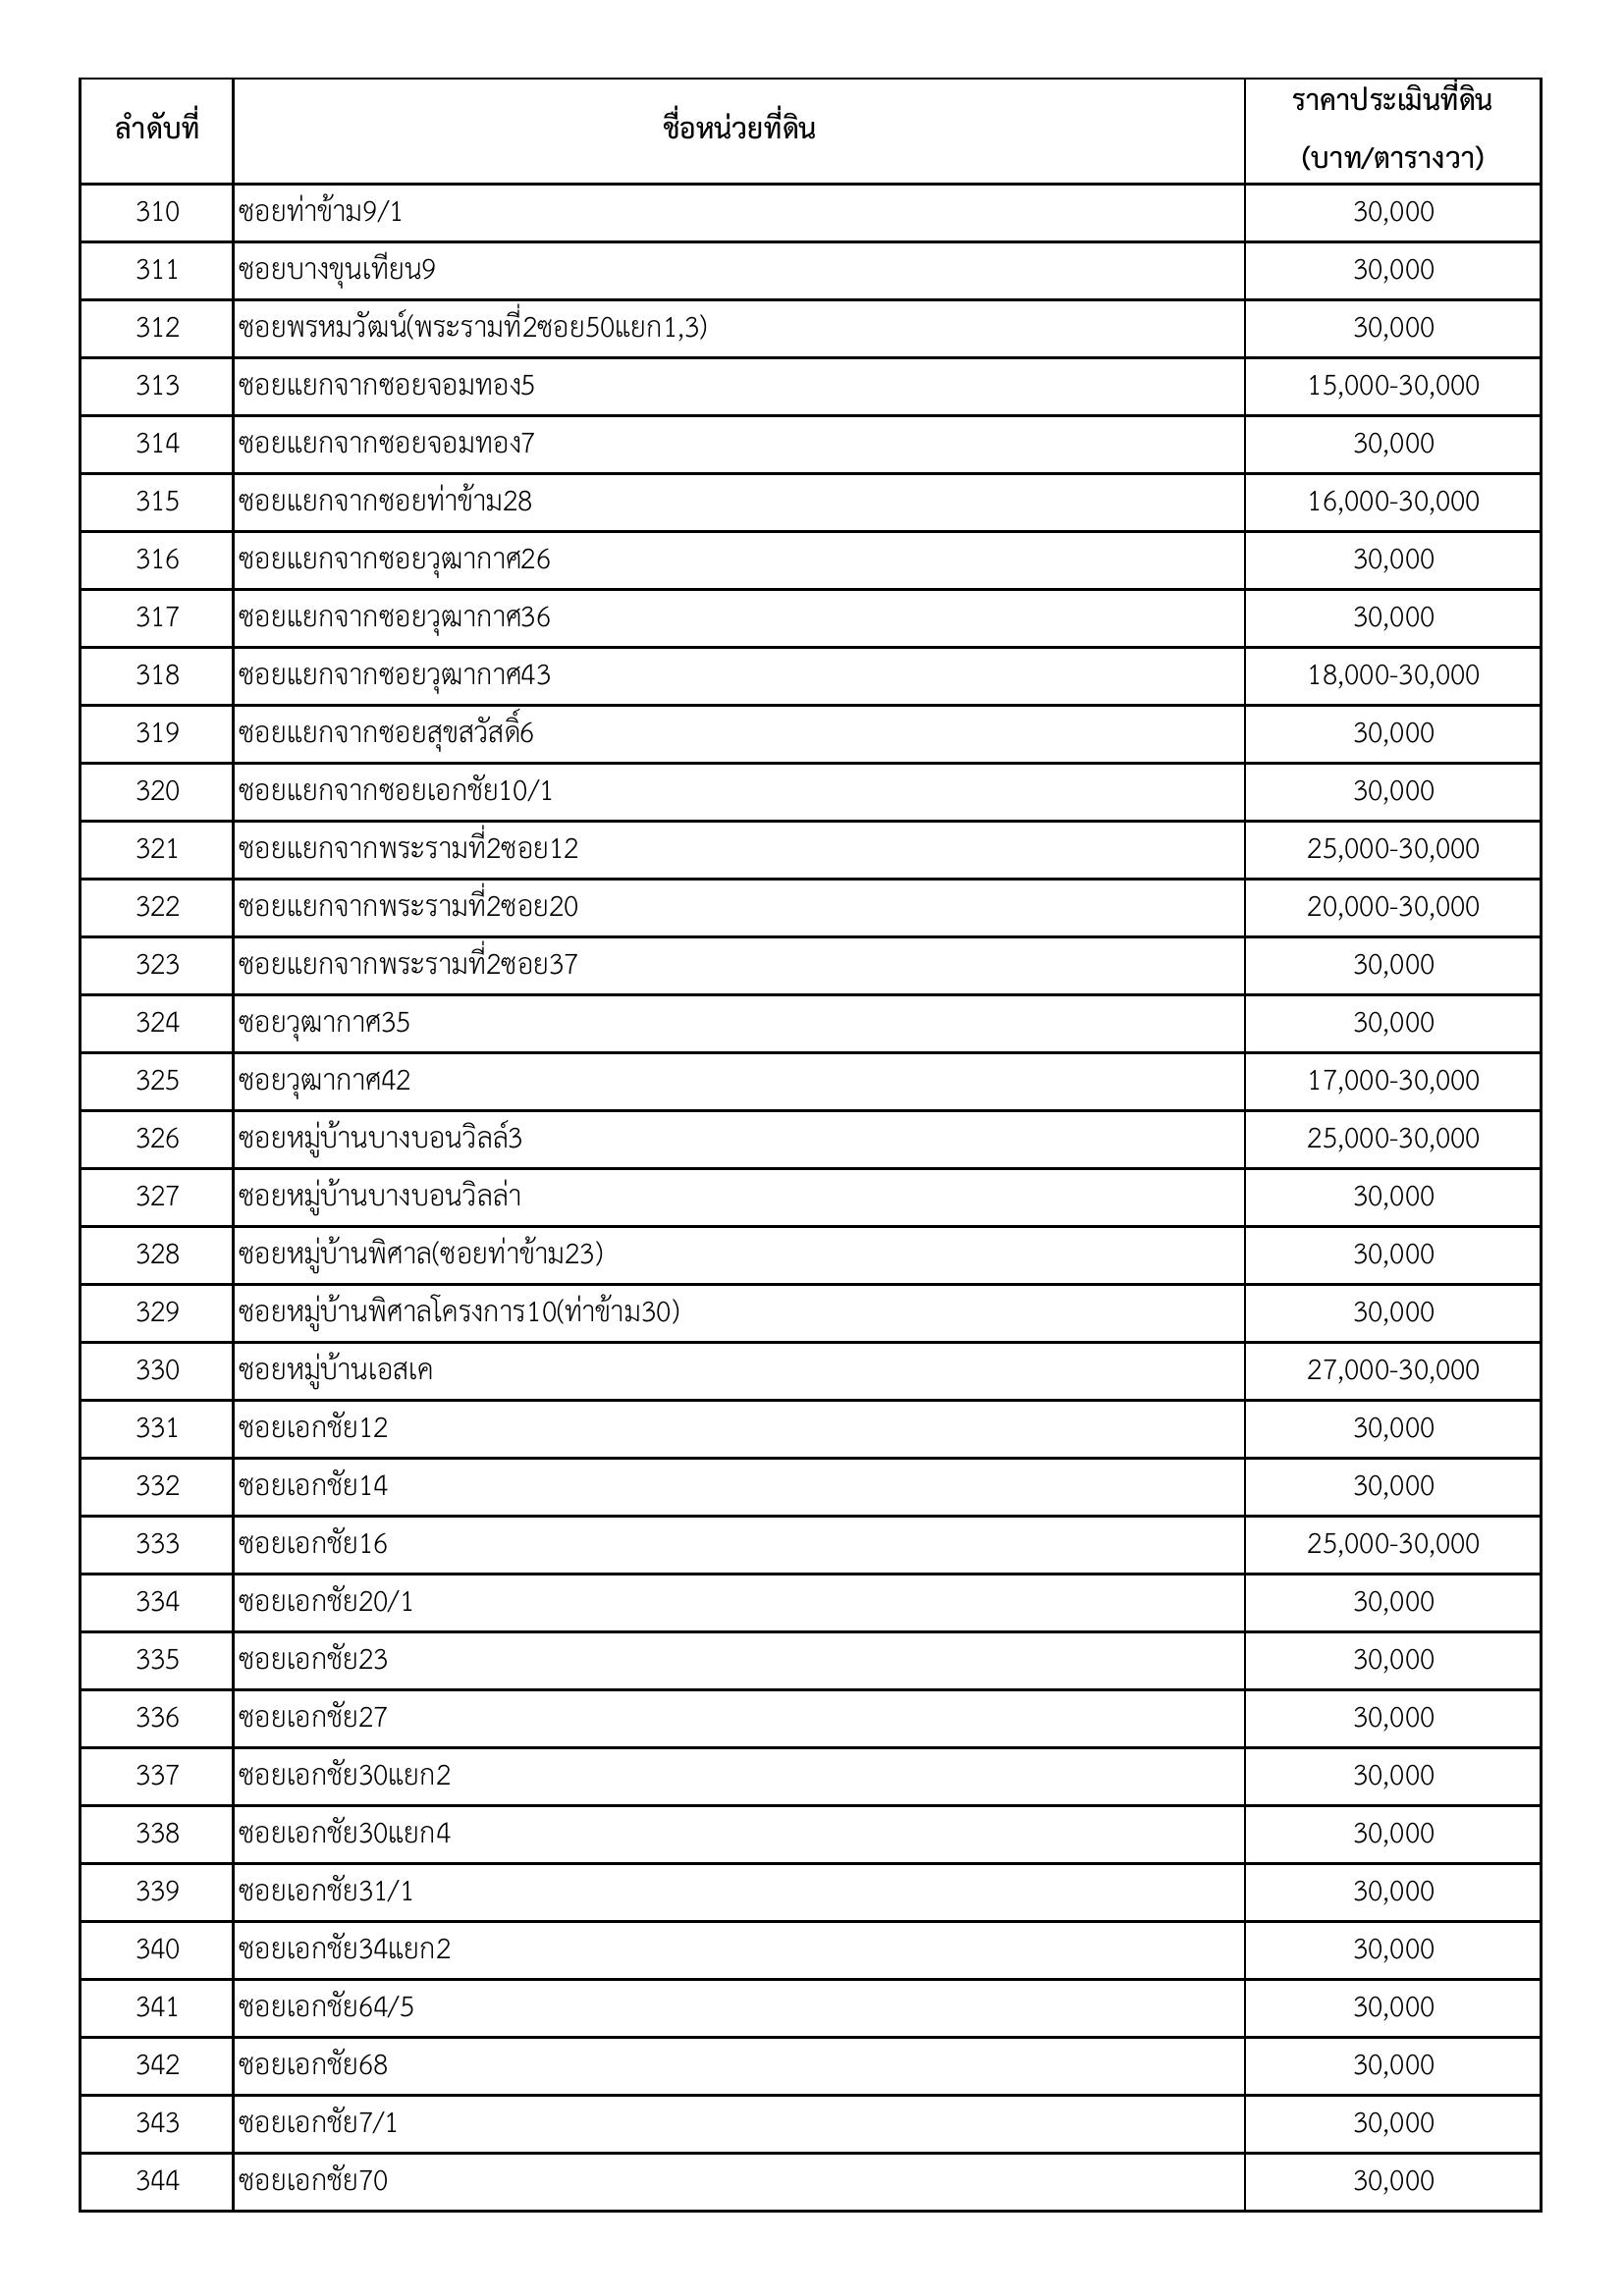 ลำดับที่ ชื่อหน่วยที่ดิน ราคาประเมินที่ดิน (บาท/ตารางวา)
310 ซอยท่าข้าม9/1 30,000
311 ซอยบางขุนเทียน9 30,000
312 ซอยพรหมวัฒน์(พระรามที่2ซอย50แยก1,3) 30,000
313 ซอยแยกจากซอยจอมทอง5 15,000-30,000
314 ซอยแยกจากซอยจอมทอง7 30,000
315 ซอยแยกจากซอยท่าข้าม28 16,000-30,000
316 ซอยแยกจากซอยวุฒากาศ26 30,000
317 ซอยแยกจากซอยวุฒากาศ36 30,000
318 ซอยแยกจากซอยวุฒากาศ43 18,000-30,000
319 ซอยแยกจากซอยสุขสวัสดิ์6 30,000
320 ซอยแยกจากซอยเอกชัย10/1 30,000
321 ซอยแยกจากพระรามที่2ซอย12 25,000-30,000
322 ซอยแยกจากพระรามที่2ซอย20 20,000-30,000
323 ซอยแยกจากพระรามที่2ซอย37 30,000
324 ซอยวุฒากาศ35 30,000
325 ซอยวุฒากาศ42 17,000-30,000
326 ซอยหมู่บ้านบางบอนวิลล์3 25,000-30,000
327 ซอยหมู่บ้านบางบอนวิลล่า 30,000
328 ซอยหมู่บ้านพิศาล(ซอยท่าข้าม23) 30,000
329 ซอยหมู่บ้านพิศาลโครงการ10(ท่าข้าม30) 30,000
330 ซอยหมู่บ้านเอสเค 27,000-30,000
331 ซอยเอกชัย12 30,000
332 ซอยเอกชัย14 30,000
333 ซอยเอกชัย16 25,000-30,000
334 ซอยเอกชัย20/1 30,000
335 ซอยเอกชัย23 30,000
336 ซอยเอกชัย27 30,000
337 ซอยเอกชัย30แยก2 30,000
338 ซอยเอกชัย30แยก4 30,000
339 ซอยเอกชัย31/1 30,000
340 ซอยเอกชัย34แยก2 30,000
341 ซอยเอกชัย64/5 30,000
342 ซอยเอกชัย68 30,000
343 ซอยเอกชัย7/1 30,000
344 ซอยเอกชัย70 30,000